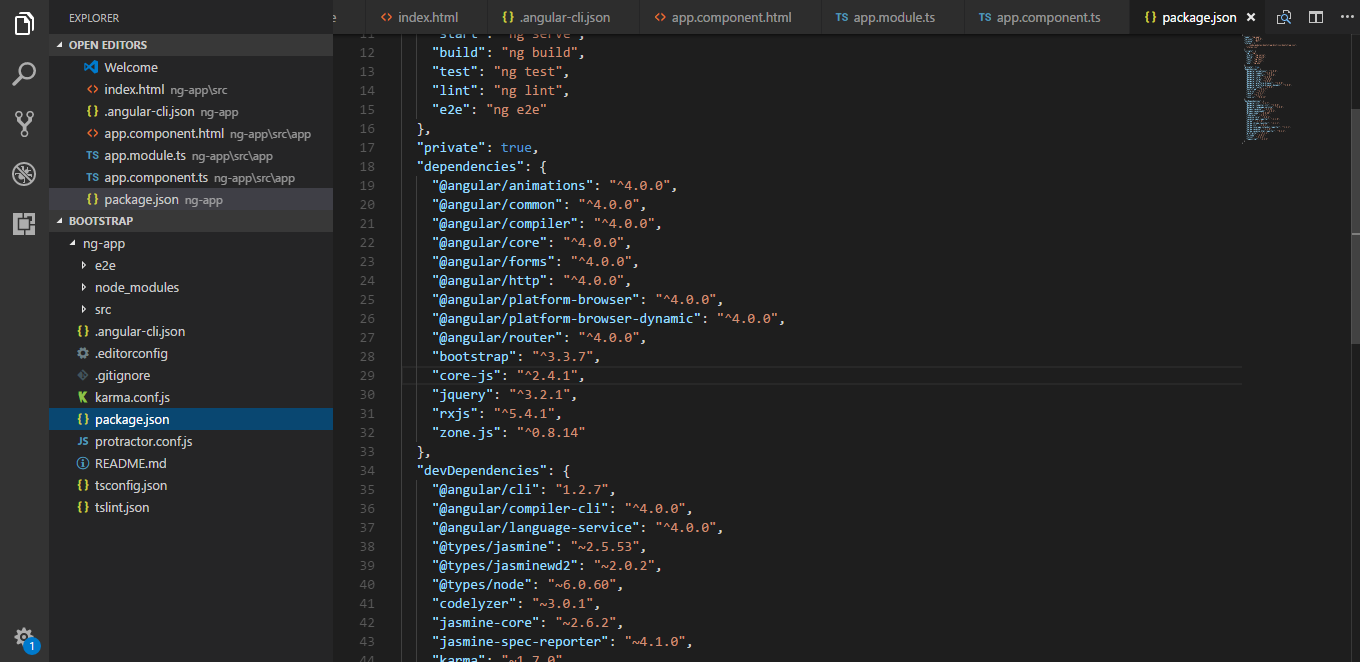 EXPLORER
OPEN EDITORS
Welcome
index.html ng-app\src
{} .angular-cli.json ng-app
app.component.html ng-app\src\app
TS app.module.ts ng-app\src\app
TS app.component.ts ng-app\src\app
{} package.json ng-app
BOOTSTRAP
ng-app
e2e
node_modules
src
{} .angular-cli.json
.editorconfig
.gitignore
karma.conf.js
{} package.json
JS protractor.conf.js
README.md
{} tsconfig.json
{} tslint.json
1
e <> index.html {} .angular-cli.json <> app.component.html TS app.module.ts TS app.component.ts {} package.json
11 "start": "ng serve",
12 "build": "ng build",
13 "test": "ng test",
14 "lint": "ng lint",
15 "e2e": "ng e2e"
16 },
17 "private": true,
18 "dependencies": {
19 "@angular/animations": "^4.0.0",
20 "@angular/common": "^4.0.0",
21 "@angular/compiler": "^4.0.0",
22 "@angular/core": "^4.0.0",
23 "@angular/forms": "^4.0.0",
24 "@angular/http": "^4.0.0",
25 "@angular/platform-browser": "^4.0.0",
26 "@angular/platform-browser-dynamic": "^4.0.0",
27 "@angular/router": "^4.0.0",
28 "bootstrap": "^3.3.7",
29 "core-js": "^2.4.1",
30 "jquery": "^3.2.1",
31 "rxjs": "^5.4.1",
32 "zone.js": "^0.8.14"
33 },
34 "devDependencies": {
35 "@angular/cli": "1.2.7",
36 "@angular/compiler-cli": "^4.0.0",
37 "@angular/language-service": "^4.0.0",
38 "@types/jasmine": "~2.5.53",
39 "@types/jasminewd2": "~2.0.2",
40 "@types/node": "~6.0.60",
41 "codelyzer": "~3.0.1",
42 "jasmine-core": "~2.6.2",
43 "jasmine-spec-reporter": "~4.1.0",
44 "karma": "~1.7.0"